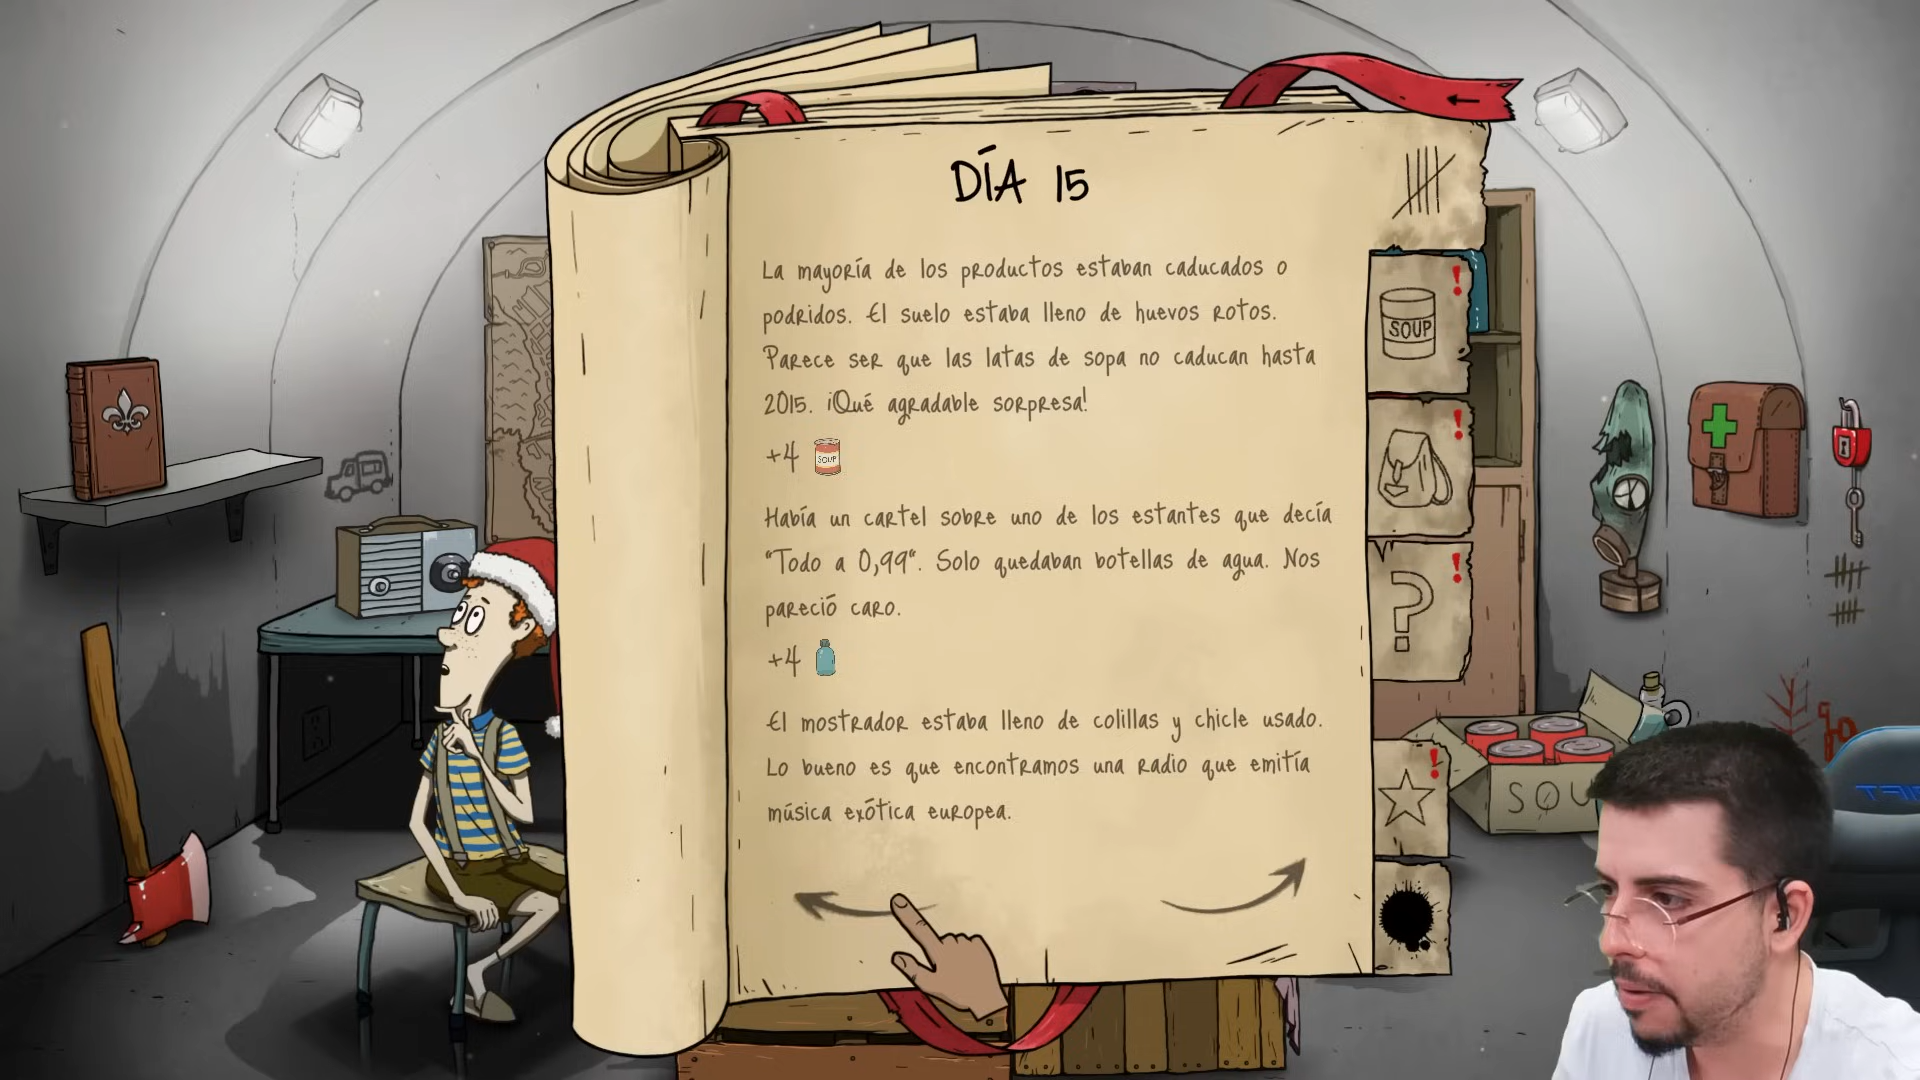 DÍA 15
La mayoría de los productos estaban caducados o
podridos. El suelo estaba lleno de huevos rotos.
Parece ser que las latas de sopa no caducan hasta
2015. ¡Qué agradable sorpresa!
+4
SOUP
Había un cartel sobre uno de los estantes que decía
"Todo a 0,99". Solo quedaban botellas de agua. Nos
pareció caro.
+4
El mostrador estaba lleno de colillas y chicle usado.
Lo bueno es que encontramos una radio que emitía
música exótica europea.
SOUP
!
!
?
!
!
SOU